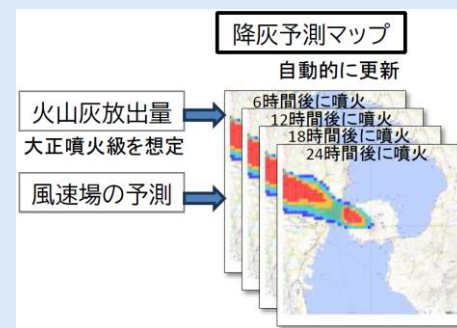 降灰予測マップ
自動的に更新
火山灰放出量
大正噴火級を想定
風速場の予測
6時間後に噴火
12時間後に噴火
18時間後に噴火
24時間後に噴火